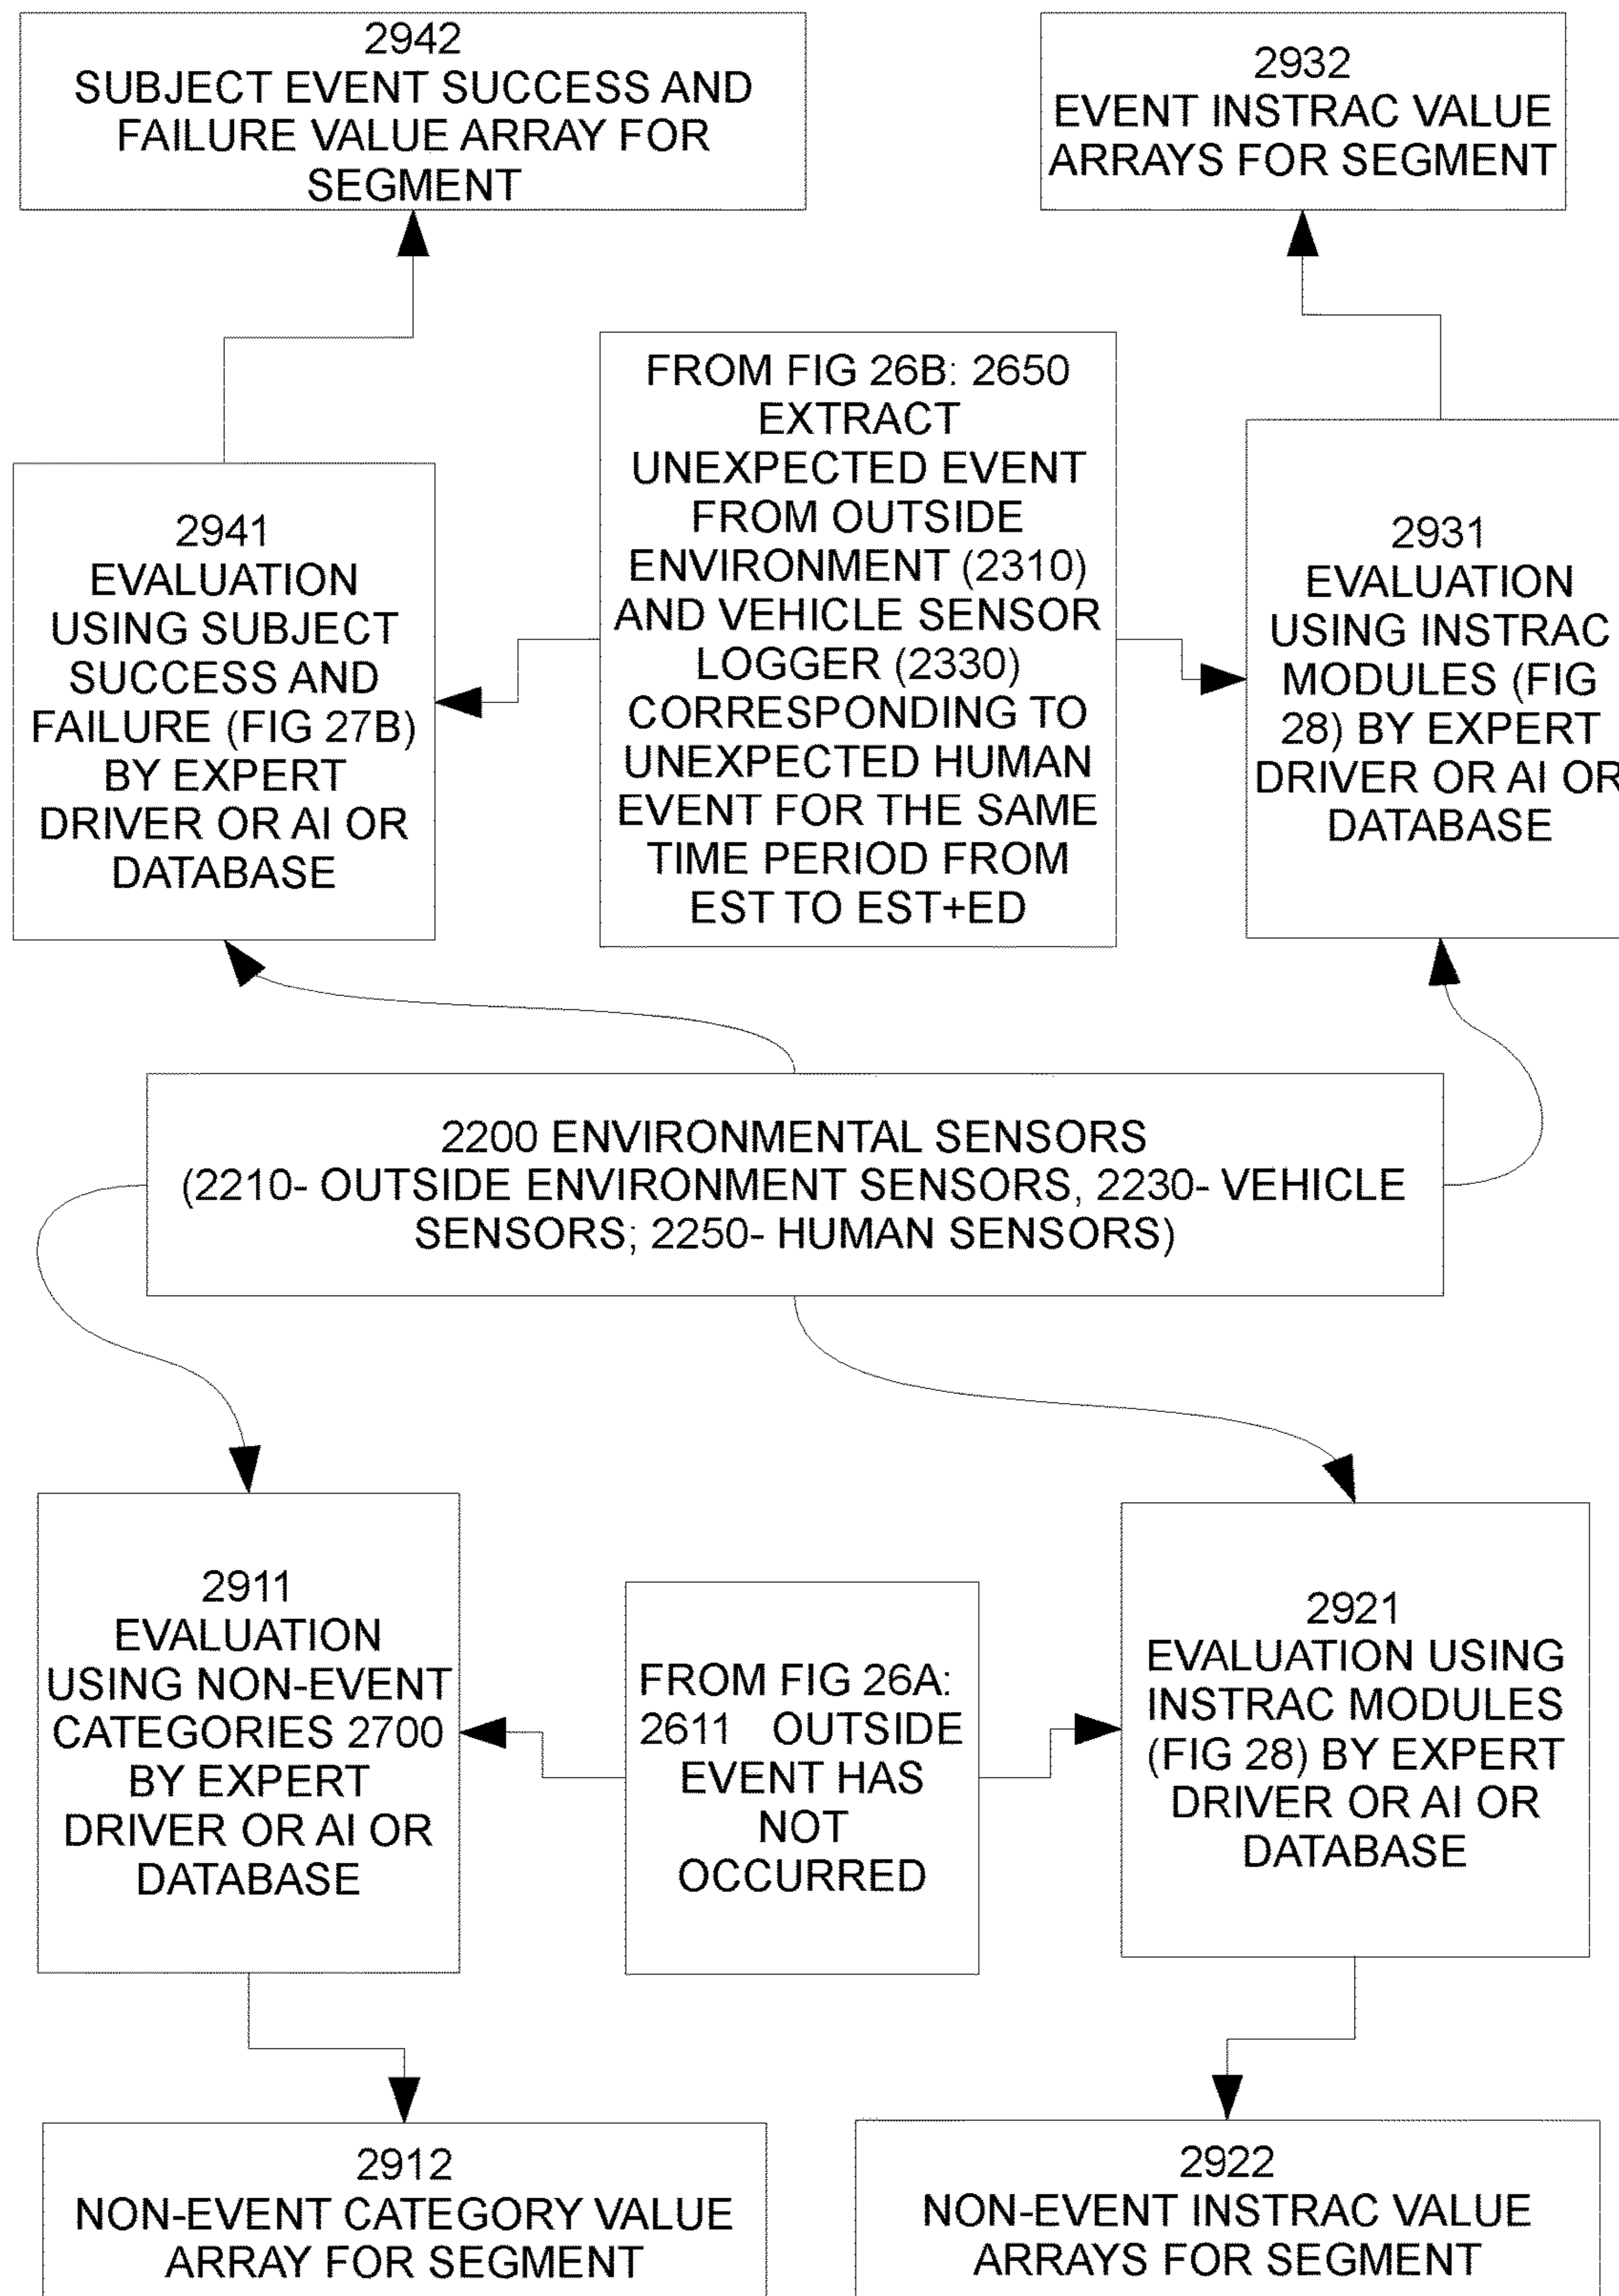 2942
SUBJECT EVENT SUCCESS AND
FAILURE VALUE ARRAY FOR
SEGMENT
2932
EVENT INSTRAC VALUE
ARRAYS FOR SEGMENT
FROM FIG 26B: 2650
EXTRACT
UNEXPECTED EVENT
FROM OUTSIDE
ENVIRONMENT (2310)
AND VEHICLE SENSOR
LOGGER (2330)
CORRESPONDING TO
UNEXPECTED HUMAN
EVENT FOR THE SAME
TIME PERIOD FROM
EST TO EST+ED
2941
EVALUATION
USING SUBJECT
SUCCESS AND
FAILURE (FIG 27B)
BY EXPERT
DRIVER OR AI OR
DATABASE
2931
EVALUATION
USING INSTRAC
MODULES (FIG
28) BY EXPERT
DRIVER OR AI OR
DATABASE
2200 ENVIRONMENTAL SENSORS
(2210- OUTSIDE ENVIRONMENT SENSORS, 2230- VEHICLE
SENSORS; 2250- HUMAN SENSORS)
2911
EVALUATION
USING NON-EVENT
CATEGORIES 2700
BY EXPERT
DRIVER OR AI OR
DATABASE
FROM FIG 26A:
2611 OUTSIDE
EVENT HAS
NOT
OCCURRED
2921
EVALUATION USING
INSTRAC MODULES
(FIG 28) BY EXPERT
DRIVER OR AI OR
DATABASE
2912
NON-EVENT CATEGORY VALUE
ARRAY FOR SEGMENT
2922
NON-EVENT INSTRAC VALUE
ARRAYS FOR SEGMENT